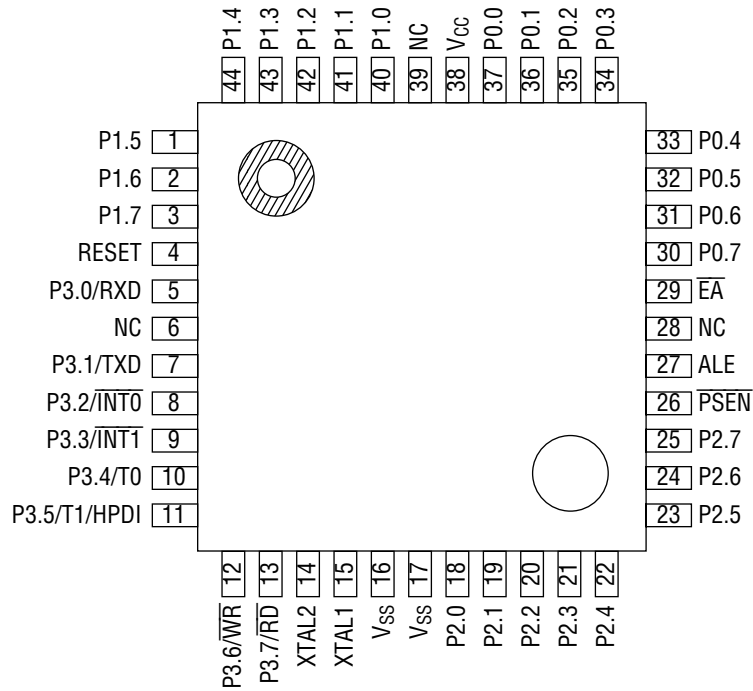 P1.4 P1.3 P1.2 P1.1 P1.0 NC VCC P0.0 P0.1 P0.2 P0.3
44 43 42 41 40 39 38 37 36 35 34
P1.5 1
P1.6 2
P1.7 3
RESET 4
P3.0/RXD 5
NC 6
P3.1/TXD 7
P3.2/I̅N̅T̅0̅ 8
P3.3/I̅N̅T̅1̅ 9
P3.4/T0 10
P3.5/T1/HPDI 11
33 P0.4
32 P0.5
31 P0.6
30 P0.7
29 E̅A̅
28 NC
27 ALE
26 P̅S̅E̅N̅
25 P2.7
24 P2.6
23 P2.5
12 13 14 15 16 17 18 19 20 21 22
P3.6/W̅R̅ P3.7/R̅D̅ XTAL2 XTAL1 VSS VSS P2.0 P2.1 P2.2 P2.3 P2.4